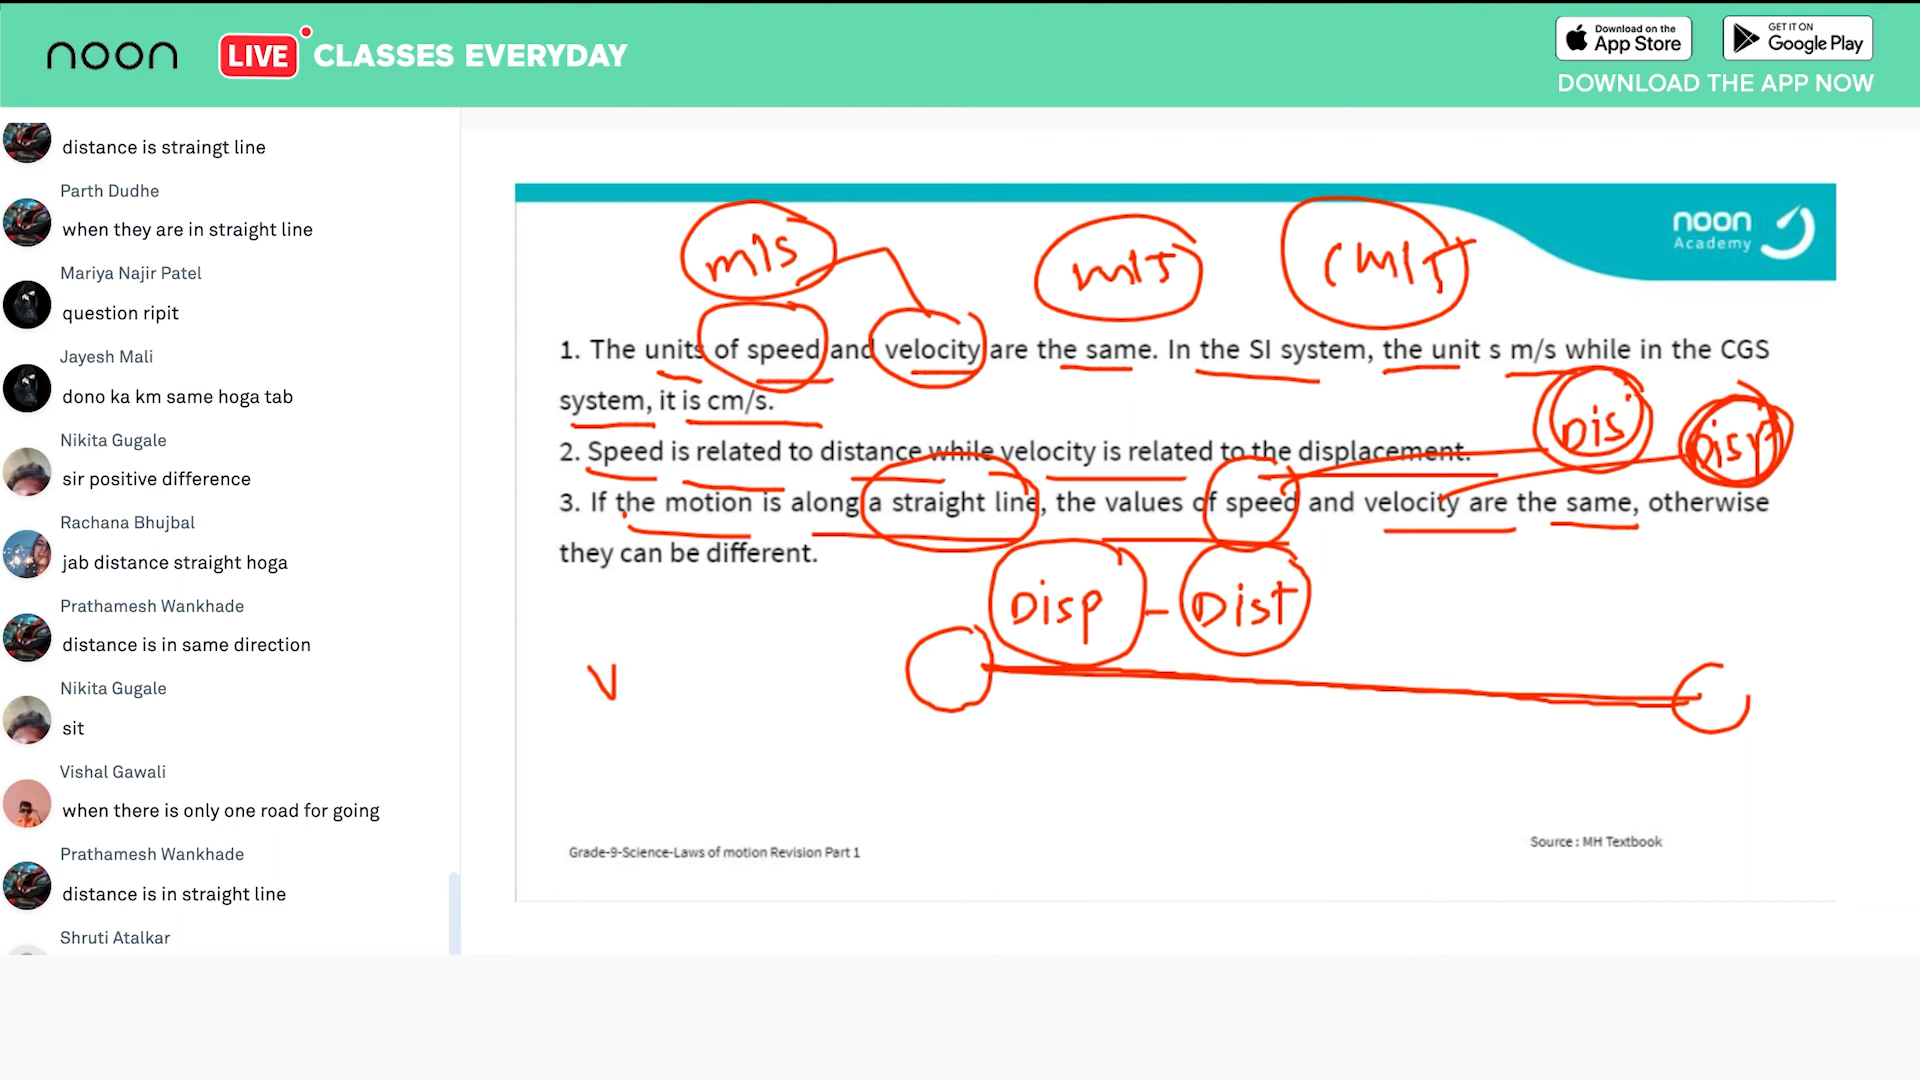 noon LIVE CLASSES EVERYDAY
Download on the App Store
GET IT ON Google Play
DOWNLOAD THE APP NOW
distance is straingt line
Parth Dudhe
when they are in straight line
Mariya Najir Patel
question ripit
Jayesh Mali
dono ka km same hoga tab
Nikita Gugale
sir positive difference
Rachana Bhujbal
jab distance straight hoga
Prathamesh Wankhade
distance is in same direction
Nikita Gugale
sit
Vishal Gawali
when there is only one road for going
Prathamesh Wankhade
distance is in straight line
Shruti Atalkar
noon
Academy
m/s m/s cm/s
1. The units of speed and velocity are the same. In the SI system, the unit s m/s while in the CGS
system, it is cm/s.
Dis Disp
2. Speed is related to distance while velocity is related to the displacement.
3. If the motion is along a straight line, the values of speed and velocity are the same, otherwise
they can be different.
Disp - Dist
V
Grade-9-Science-Laws of motion Revision Part 1
Source : MH Textbook